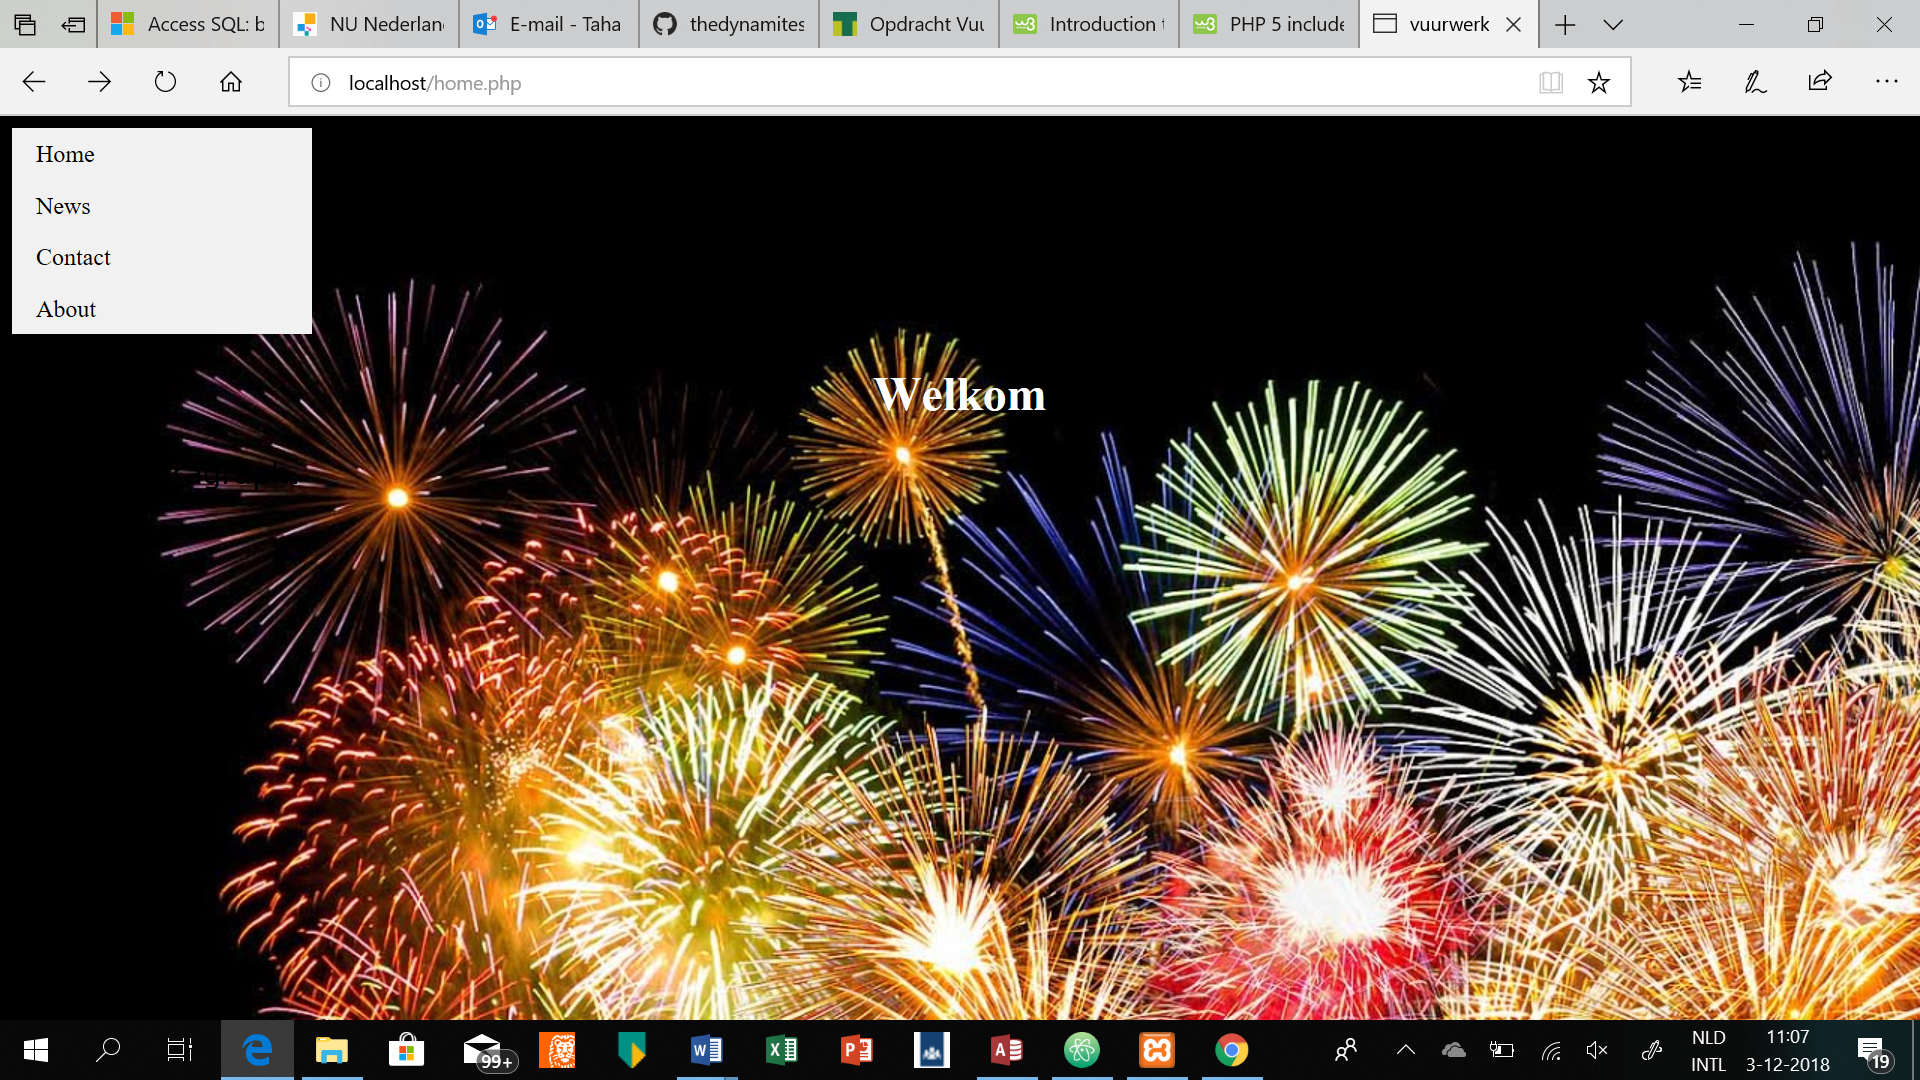 Access SQL: b
NU Nederlan
E-mail - Taha
thedynamites
Opdracht Vuu
Introduction
PHP 5 include
vuurwerk
localhost/home.php
Home
News
Contact
About
Welkom
99+
NLD
INTL
11:07
3-12-2018
19